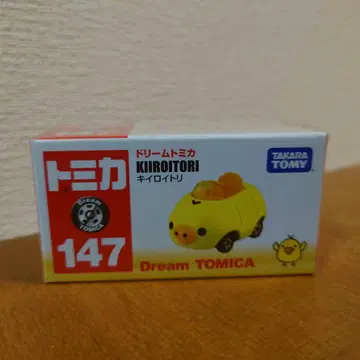 トミカ
Dream
TOMICA
147
ドリームトミカ
KIIROITORI
キイロイトリ
TAKARA
TOMY
Dream TOMICA